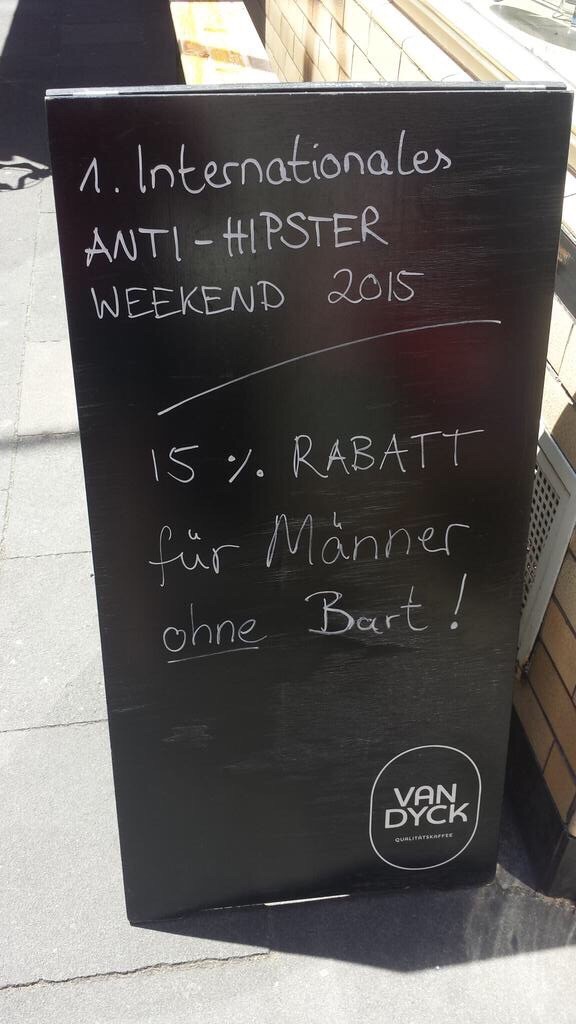 1. Internationales
ANTI-HIPSTER
WEEKEND 2015
15 % RABATT
für Männer
ohne Bart!
VAN
DYCK
QUALITÄTSKAFFEE